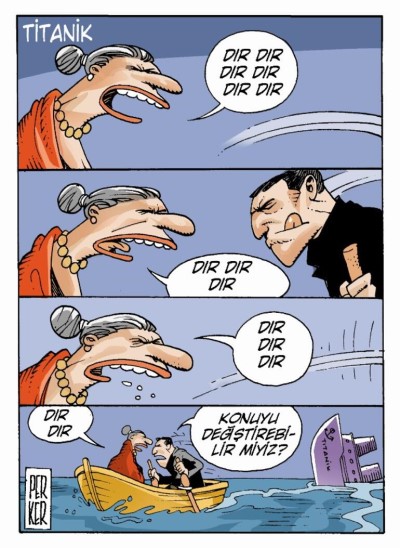 TİTANİK
DIR DIR
DIR DIR
DIR DIR
DIR DIR
DIR
DIR
DIR
DIR
DIR
DIR
KONUYU
DEĞİŞTİREBİ-
LİR MİYİZ?
TITANIK
PER
KER